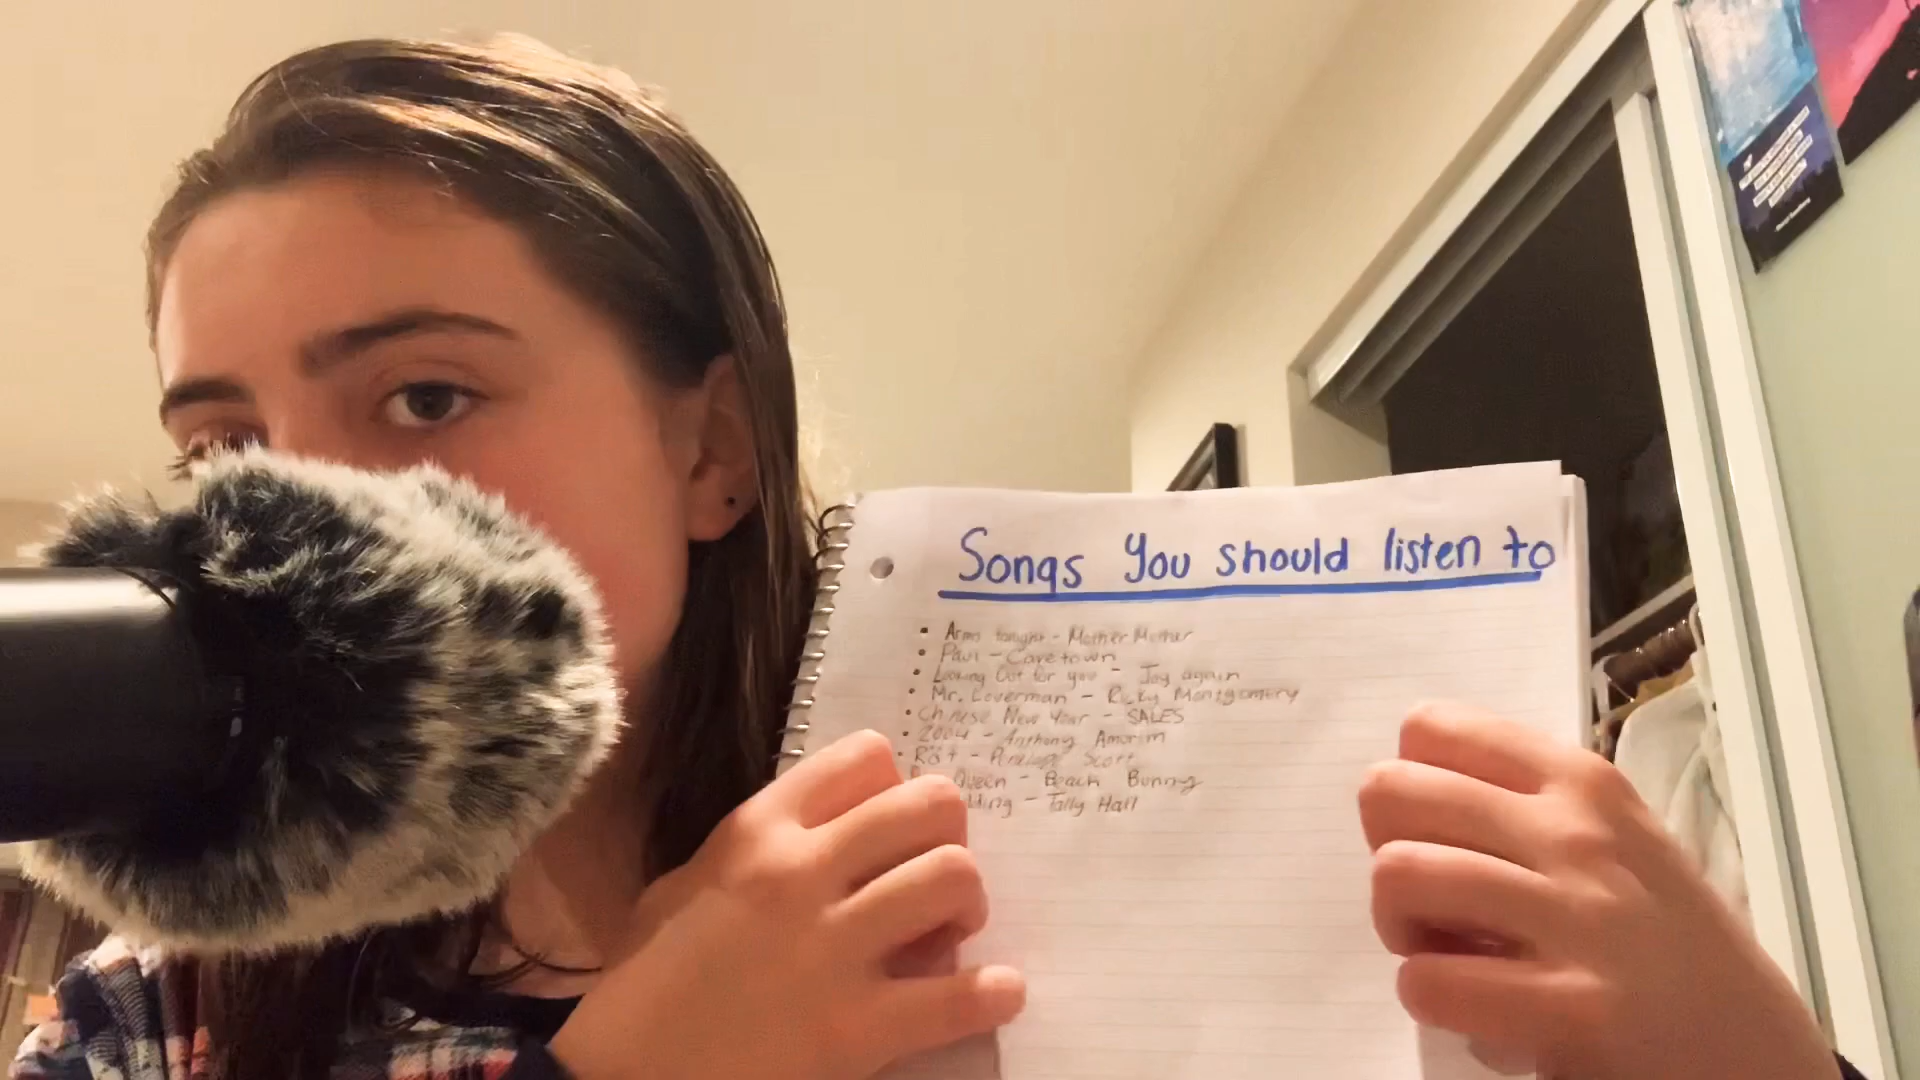 Songs you should listen to
• Arms tonight - Mother Mother
• Paul - Cavetown
• Looking Out for you - Joy again
• Mr. Loverman - Ricky Montgomery
• Chinese New Year - SALES
• 2004 - Anthony Amorim
• Rät - Penelope Scott
Queen - Beach Bunny
- Tally Hall